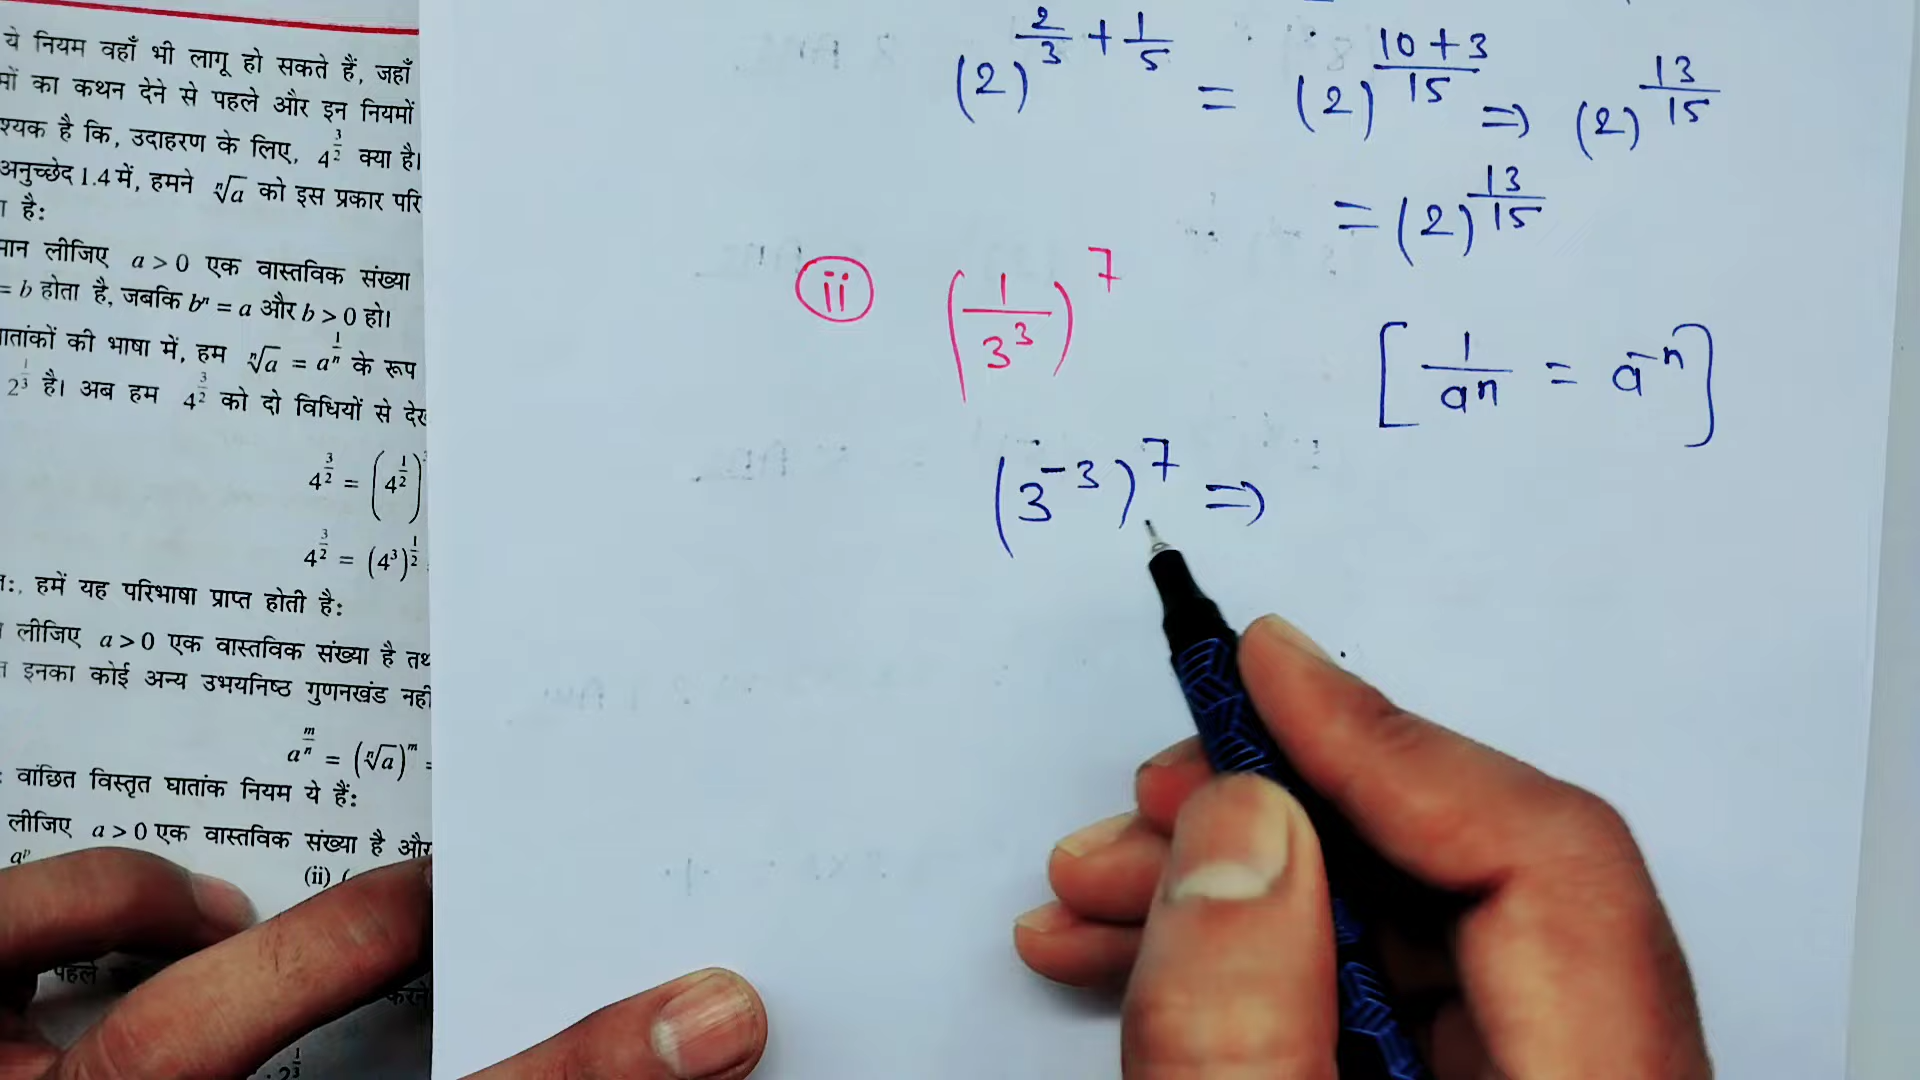 ये नियम वहाँ भी लागू हो सकते हैं, जहाँ
का कथन देने से पहले और इन नियमों
है कि, उदाहरण के लिए, 4^(3/2) क्या है।
अनुच्छेद 1.4 में, हमने ⁿ√a को इस प्रकार
है:
मान लीजिए a > 0 एक वास्तविक संख्या
= b होता है, जबकि bⁿ = a और b > 0 हो।
की भाषा में, हम ⁿ√a = a^(1/n) के रूप
2^(1/3) है। अब हम 4^(3/2) को दो विधियों से
4^(3/2) = (4^(1/2))
4^(3/2) = (4³)^(1/2)
हमें यह परिभाषा प्राप्त होती है:
लीजिए a > 0 एक वास्तविक संख्या है
इनका कोई अन्य उभयनिष्ठ गुणनखंड नहीं
a^(m/n) = (ⁿ√a)^m =
वांछित विस्तृत घातांक नियम ये हैं:
लीजिए a > 0 एक वास्तविक संख्या है और
(ii) (
पहले
करने
2^(1/3)
(2)^(2/3 + 1/5) = (2)^((10+3)/15) ⇒ (2)^(13/15)
= (2)^(13/15)
(ii) (1/3³)^7
[1/aⁿ = a⁻ⁿ]
(3⁻³)^7 ⇒